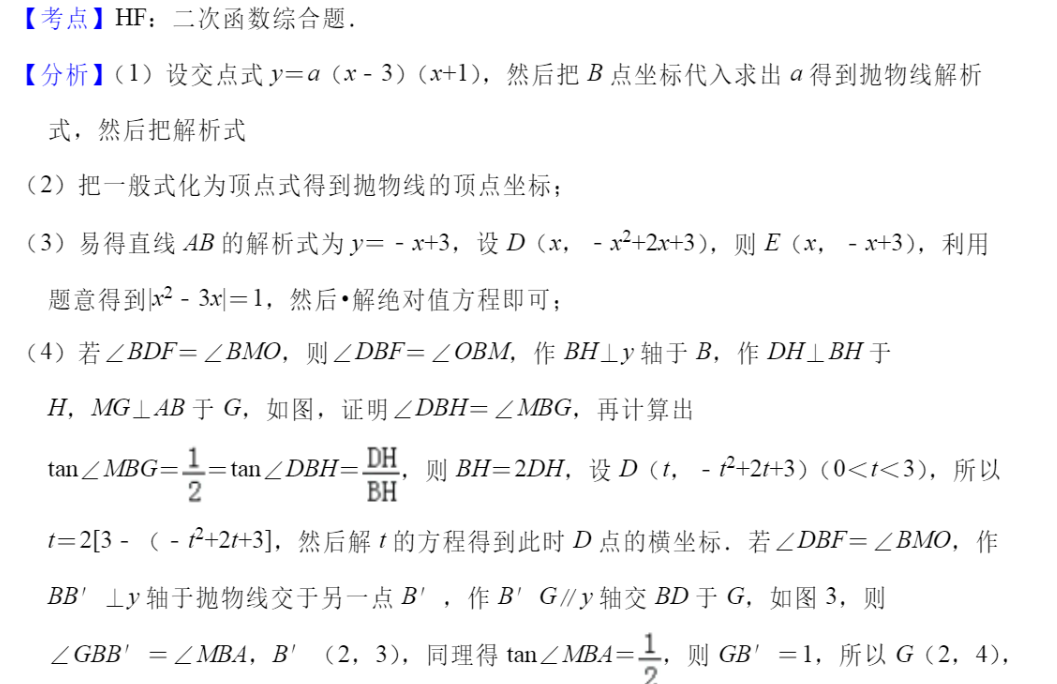 【考点】HF：二次函数综合题．
【分析】（1）设交点式 y=a（x﹣3）（x+1），然后把 B 点坐标代入求出 a 得到抛物线解析
式，然后把解析式
（2）把一般式化为顶点式得到抛物线的顶点坐标；
（3）易得直线 AB 的解析式为 y=﹣x+3，设 D（x，﹣x²+2x+3），则 E（x，﹣x+3），利用
题意得到|x²﹣3x|=1，然后•解绝对值方程即可；
（4）若∠BDF=∠BMO，则∠DBF=∠OBM，作 BH⊥y 轴于 B，作 DH⊥BH 于
H，MG⊥AB 于 G，如图，证明∠DBH=∠MBG，再计算出
tan∠MBG=1/2=tan∠DBH=DH/BH，则 BH=2DH，设 D（t，﹣t²+2t+3）（0<t<3），所以
t=2[3﹣（﹣t²+2t+3]，然后解 t 的方程得到此时 D 点的横坐标．若∠DBF=∠BMO，作
BB′⊥y 轴于抛物线交于另一点 B′，作 B′G∥y 轴交 BD 于 G，如图 3，则
∠GBB′=∠MBA，B′（2，3），同理得 tan∠MBA=1/2，则 GB′=1，所以 G（2，4），